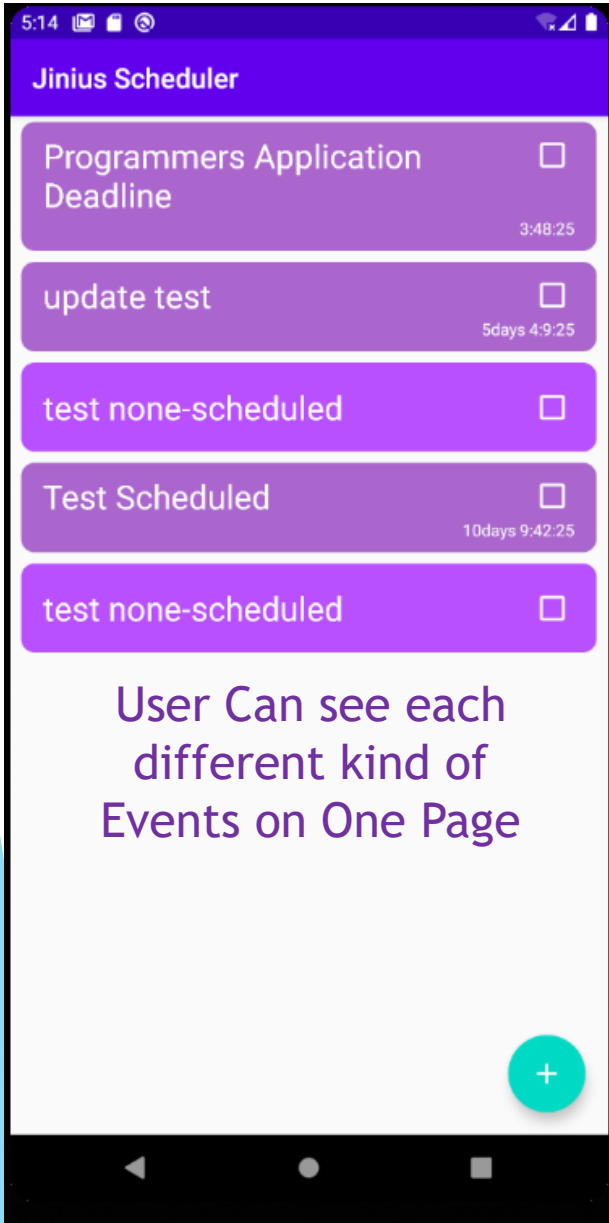 5:14
Jinius Scheduler
Programmers Application
Deadline
3:48:25
update test
5days 4:9:25
test none-scheduled
Test Scheduled
10days 9:42:25
test none-scheduled
User Can see each
different kind of
Events on One Page
+